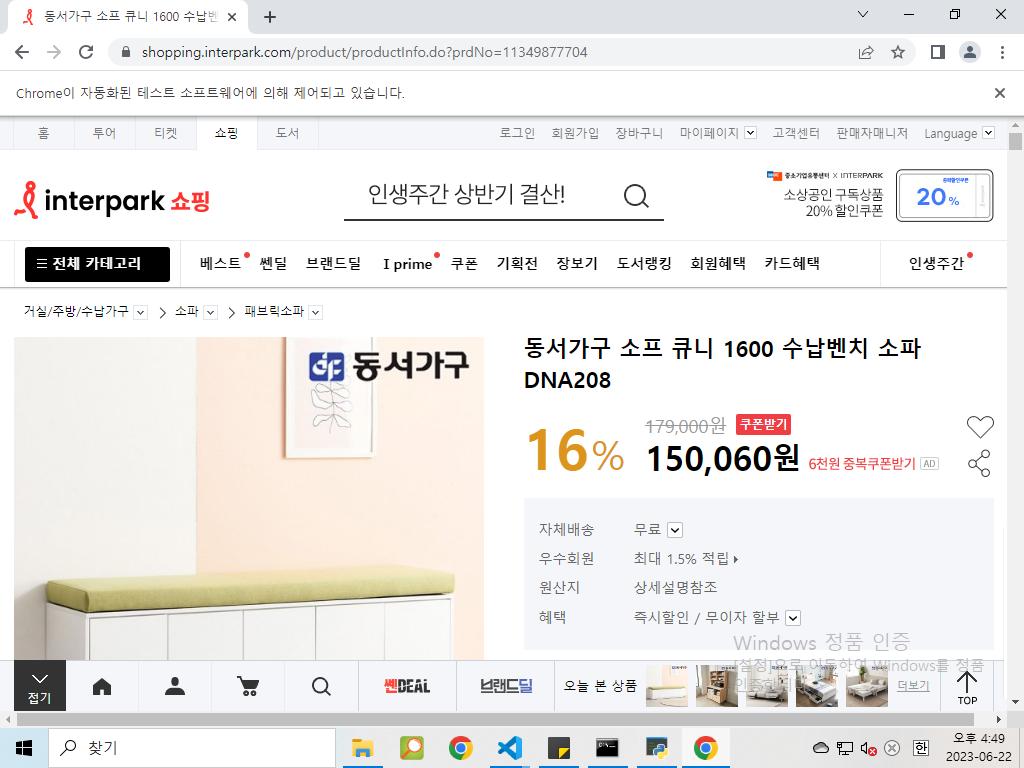 동서가구 소프 큐니 1600 수납벤
shopping.interpark.com/product/productInfo.do?prdNo=11349877704
Chrome이 자동화된 테스트 소프트웨어에 의해 제어되고 있습니다.
홈 투어 티켓 쇼핑 도서 로그인 회원가입 장바구니 마이페이지 고객센터 판매자매니저 Language
interpark 쇼핑
인생주간 상반기 결산!
중소기업유통센터 X INTERPARK
소상공인 구독상품
20% 할인쿠폰
20%
전체 카테고리 베스트 쎈딜 브랜드딜 I prime 쿠폰 기획전 장보기 도서랭킹 회원혜택 카드혜택 인생주간
거실/주방/수납가구 소파 패브릭소파
동서가구
동서가구 소프 큐니 1600 수납벤치 소파
DNA208
16%
179,000원 쿠폰받기
150,060원 6천원 중복쿠폰받기 AD
자체배송 무료
우수회원 최대 1.5% 적립
원산지 상세설명참조
혜택 즉시할인 / 무이자 할부
Windows 정품 인증
[설정]으로 이동하여 Windows를 정품
접기
쎈DEAL
브랜드딜
오늘 본 상품
더보기
TOP
찾기
한
오후 4:49
2023-06-22